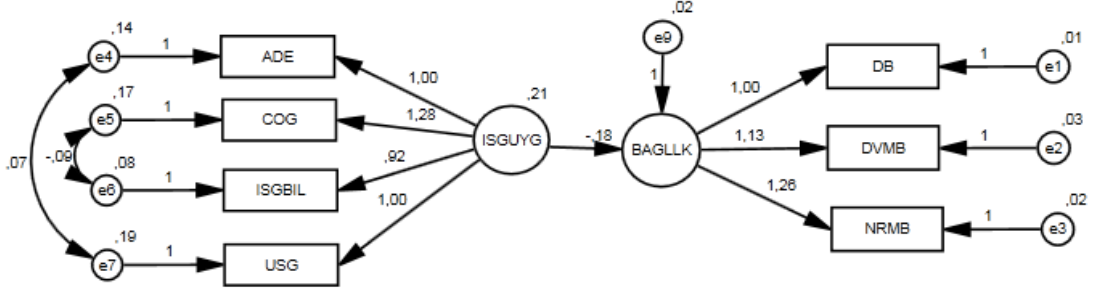 ,14
e4
1
ADE
1,00
,17
e5
1
COG
1,28
,07
-,09
,08
e6
1
ISGBIL
,92
,19
e7
1
USG
1,00
,21
ISGUYG
-,18
,02
e9
1
BAGLLK
1,00
DB
1
,01
e1
1,13
DVMB
1
,03
e2
1,26
NRMB
1
,02
e3